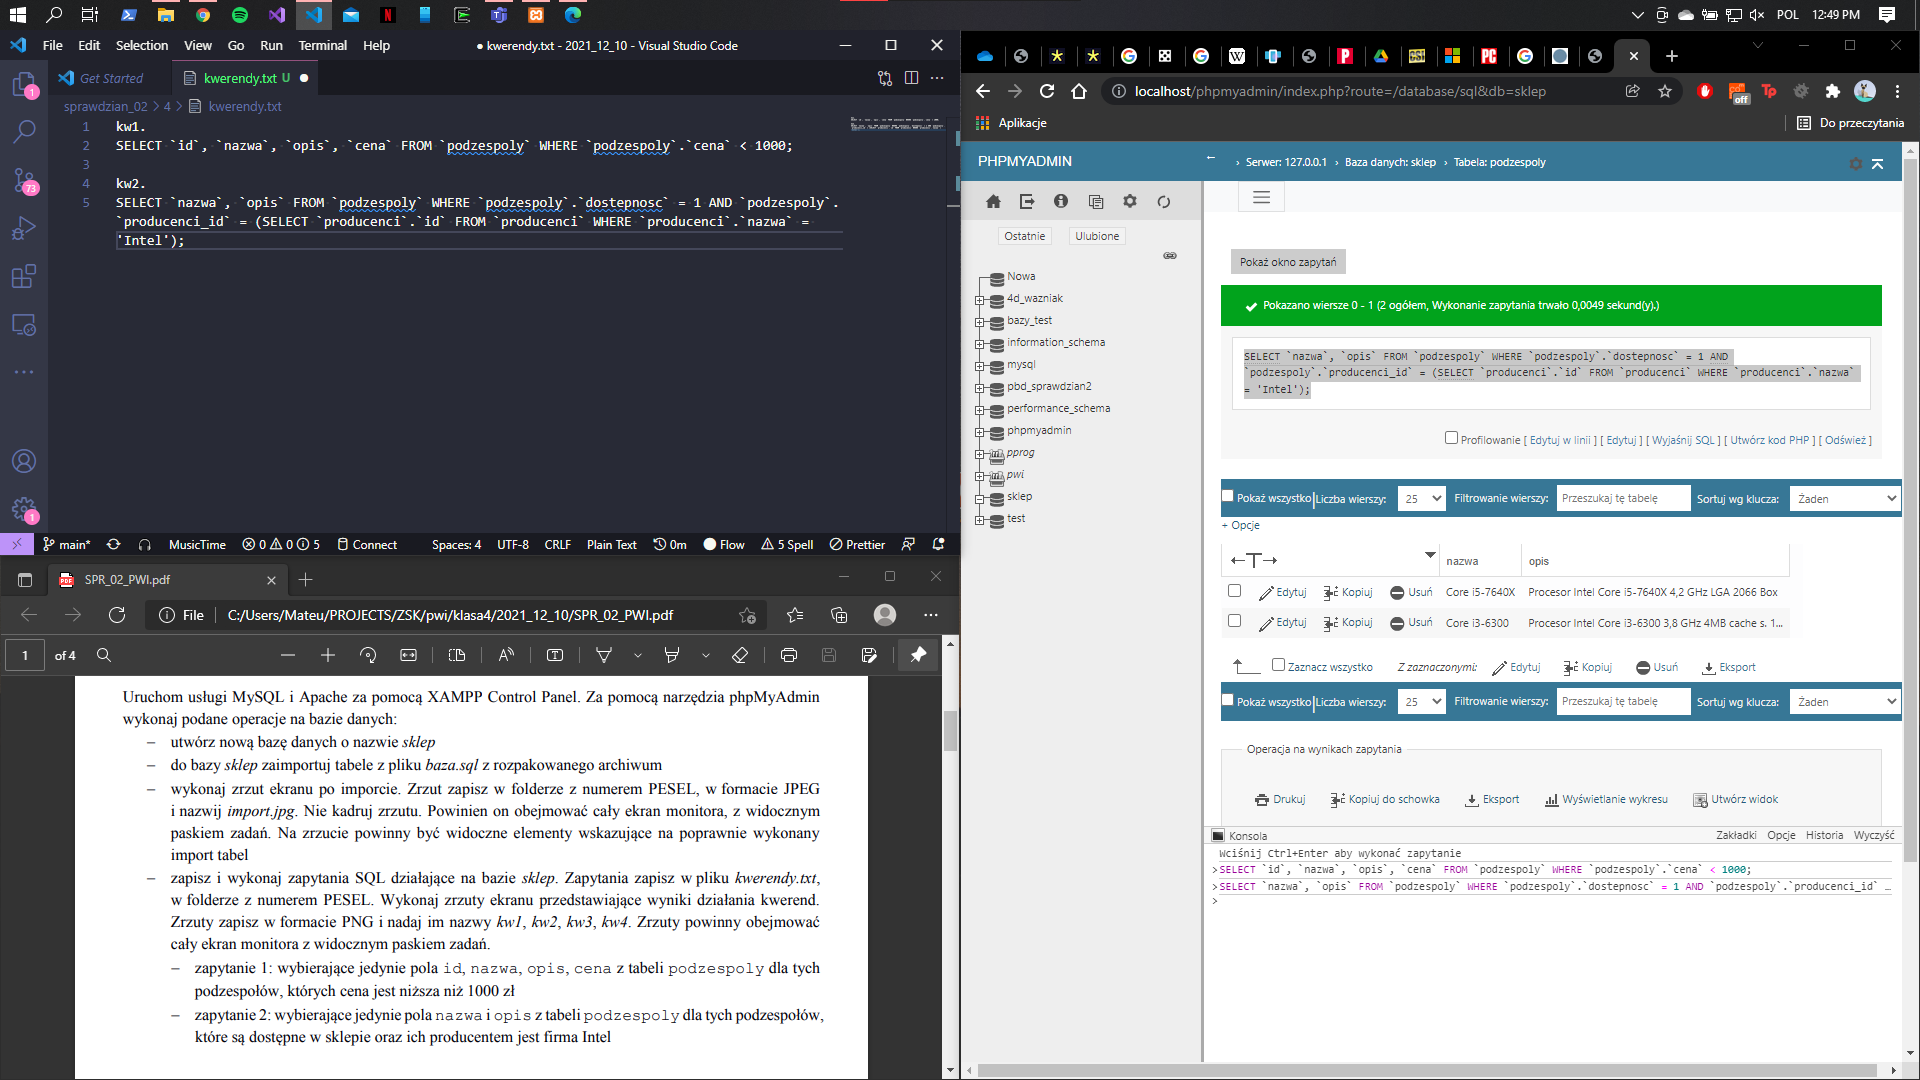 POL 12:49 PM
File Edit Selection View Go Run Terminal Help ● kwerendy.txt - 2021_12_10 - Visual Studio Code
Get Started kwerendy.txt U
sprawdzian_02 > 4 > kwerendy.txt
1 kw1.
2 SELECT `id`, `nazwa`, `opis`, `cena` FROM `podzespoly` WHERE `podzespoly`.`cena` < 1000;
3
4 kw2.
5 SELECT `nazwa`, `opis` FROM `podzespoly` WHERE `podzespoly`.`dostepnosc` = 1 AND `podzespoly`.
`producenci_id` = (SELECT `producenci`.`id` FROM `producenci` WHERE `producenci`.`nazwa` =
'Intel');
1
73
1
main* MusicTime 0 0 5 Connect Spaces: 4 UTF-8 CRLF Plain Text 0m Flow 5 Spell Prettier
SPR_02_PWI.pdf
File C:/Users/Mateu/PROJECTS/ZSK/pwi/klasa4/2021_12_10/SPR_02_PWI.pdf
1 of 4
Uruchom usługi MySQL i Apache za pomocą XAMPP Control Panel. Za pomocą narzędzia phpMyAdmin
wykonaj podane operacje na bazie danych:
– utwórz nową bazę danych o nazwie sklep
– do bazy sklep zaimportuj tabele z pliku baza.sql z rozpakowanego archiwum
– wykonaj zrzut ekranu po imporcie. Zrzut zapisz w folderze z numerem PESEL, w formacie JPEG
i nazwij import.jpg. Nie kadruj zrzutu. Powinien on obejmować cały ekran monitora, z widocznym
paskiem zadań. Na zrzucie powinny być widoczne elementy wskazujące na poprawnie wykonany
import tabel
– zapisz i wykonaj zapytania SQL działające na bazie sklep. Zapytania zapisz w pliku kwerendy.txt,
w folderze z numerem PESEL. Wykonaj zrzuty ekranu przedstawiające wyniki działania kwerend.
Zrzuty zapisz w formacie PNG i nadaj im nazwy kw1, kw2, kw3, kw4. Zrzuty powinny obejmować
cały ekran monitora z widocznym paskiem zadań.
– zapytanie 1: wybierające jedynie pola id, nazwa, opis, cena z tabeli podzespoly dla tych
podzespołów, których cena jest niższa niż 1000 zł
– zapytanie 2: wybierające jedynie pola nazwa i opis z tabeli podzespoly dla tych podzespołów,
które są dostępne w sklepie oraz ich producentem jest firma Intel
localhost/phpmyadmin/index.php?route=/database/sql&db=sklep
off
Aplikacje Do przeczytania
PHPMYADMIN
Ostatnie Ulubione
Nowa
4d_wazniak
bazy_test
information_schema
mysql
pbd_sprawdzian2
performance_schema
phpmyadmin
pprog
pwi
sklep
test
› Serwer: 127.0.0.1 › Baza danych: sklep › Tabela: podzespoly
Pokaż okno zapytań
Pokazano wiersze 0 - 1 (2 ogółem, Wykonanie zapytania trwało 0,0049 sekund(y).)
SELECT `nazwa`, `opis` FROM `podzespoly` WHERE `podzespoly`.`dostepnosc` = 1 AND
`podzespoly`.`producenci_id` = (SELECT `producenci`.`id` FROM `producenci` WHERE `producenci`.`nazwa`
= 'Intel');
Profilowanie [ Edytuj w linii ] [ Edytuj ] [ Wyjaśnij SQL ] [ Utwórz kod PHP ] [ Odśwież ]
Pokaż wszystko Liczba wierszy: 25 Filtrowanie wierszy: Przeszukaj tę tabelę Sortuj wg klucza: Żaden
+ Opcje
←T→ nazwa opis
Edytuj Kopiuj Usuń Core i5-7640X Procesor Intel Core i5-7640X 4,2 GHz LGA 2066 Box
Edytuj Kopiuj Usuń Core i3-6300 Procesor Intel Core i3-6300 3,8 GHz 4MB cache s. 1...
Zaznacz wszystko Z zaznaczonymi: Edytuj Kopiuj Usuń Eksport
Pokaż wszystko Liczba wierszy: 25 Filtrowanie wierszy: Przeszukaj tę tabelę Sortuj wg klucza: Żaden
Operacja na wynikach zapytania
Drukuj Kopiuj do schowka Eksport Wyświetlanie wykresu Utwórz widok
Konsola Zakładki Opcje Historia Wyczyść
Wciśnij Ctrl+Enter aby wykonać zapytanie
>SELECT `id`, `nazwa`, `opis`, `cena` FROM `podzespoly` WHERE `podzespoly`.`cena` < 1000;
>SELECT `nazwa`, `opis` FROM `podzespoly` WHERE `podzespoly`.`dostepnosc` = 1 AND `podzespoly`.`producenci_id` …
>